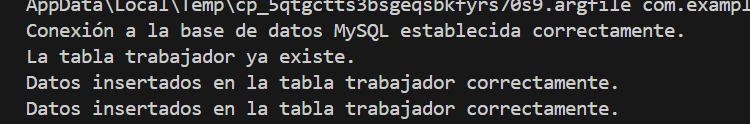 AppData\Local\Temp\cp_5qtgctts3bsgeqsbkfyrs70s9.argfile com.exampl
Conexión a la base de datos MySQL establecida correctamente.
La tabla trabajador ya existe.
Datos insertados en la tabla trabajador correctamente.
Datos insertados en la tabla trabajador correctamente.